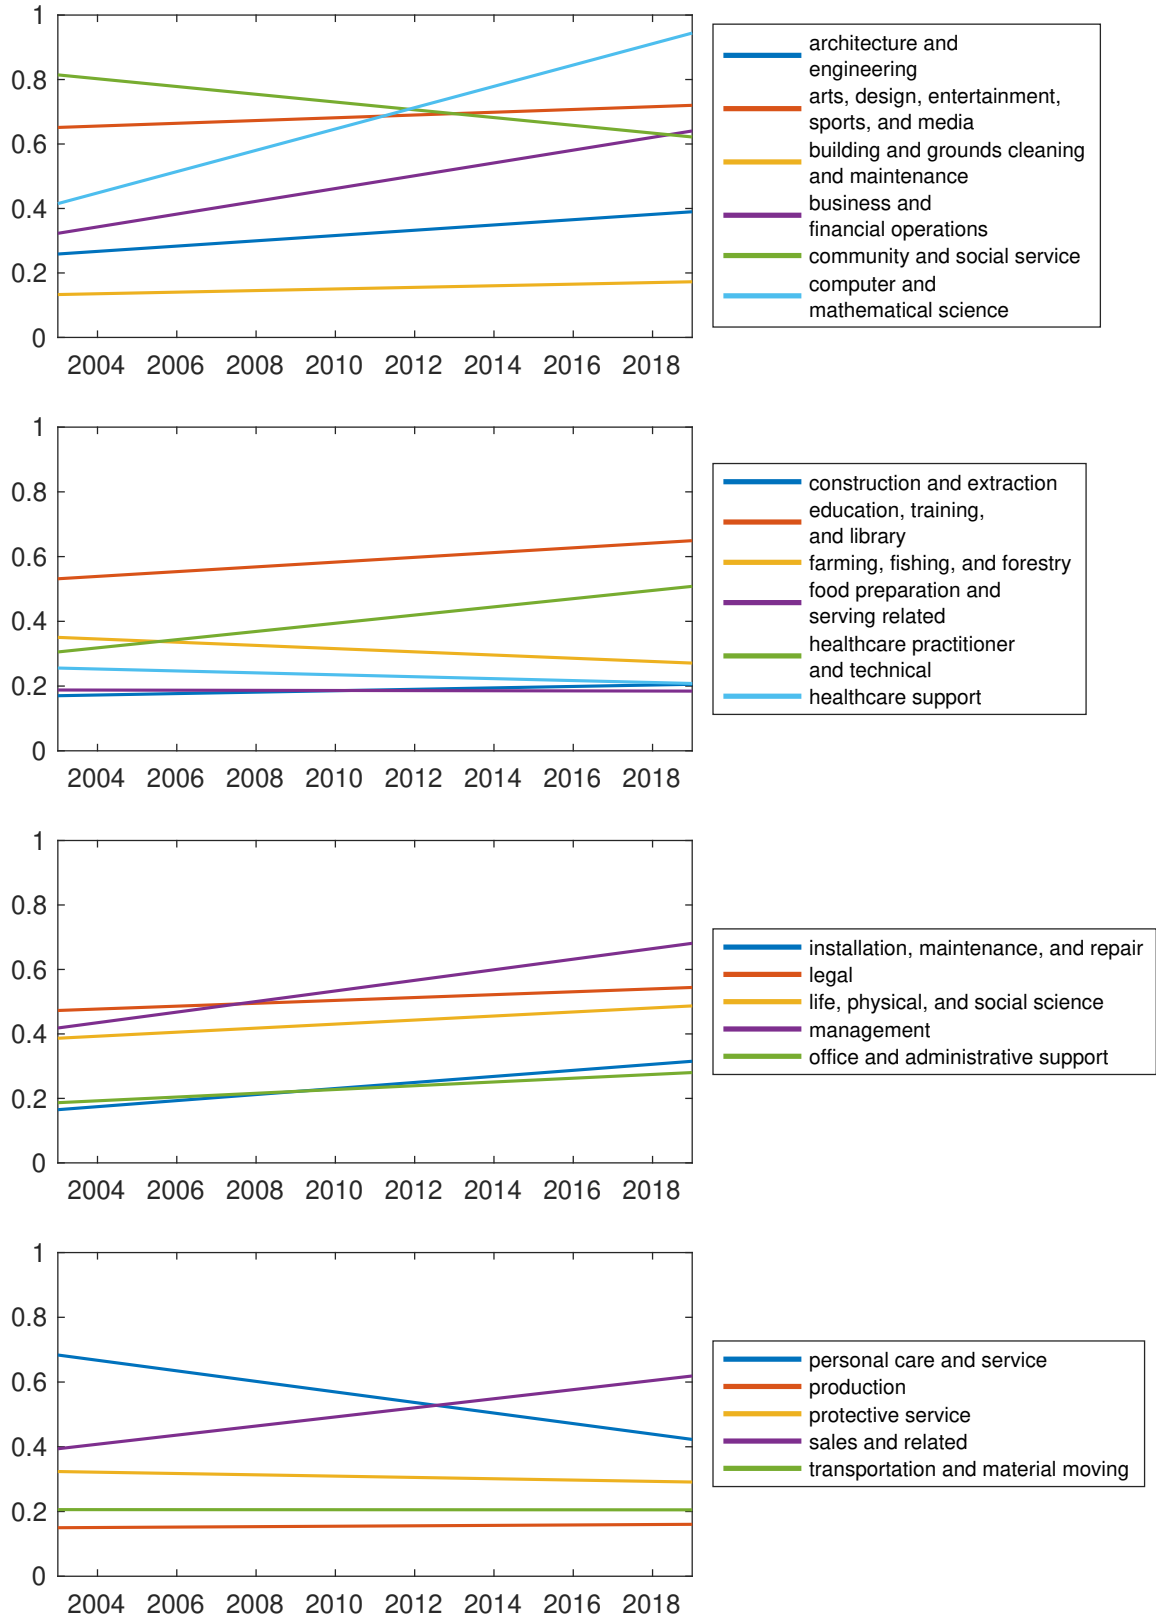 1
0.8
0.6
0.4
0.2
0
2004 2006 2008 2010 2012 2014 2016 2018
architecture and
engineering
arts, design, entertainment,
sports, and media
building and grounds cleaning
and maintenance
business and
financial operations
community and social service
computer and
mathematical science
1
0.8
0.6
0.4
0.2
0
2004 2006 2008 2010 2012 2014 2016 2018
construction and extraction
education, training,
and library
farming, fishing, and forestry
food preparation and
serving related
healthcare practitioner
and technical
healthcare support
1
0.8
0.6
0.4
0.2
0
2004 2006 2008 2010 2012 2014 2016 2018
installation, maintenance, and repair
legal
life, physical, and social science
management
office and administrative support
1
0.8
0.6
0.4
0.2
0
2004 2006 2008 2010 2012 2014 2016 2018
personal care and service
production
protective service
sales and related
transportation and material moving